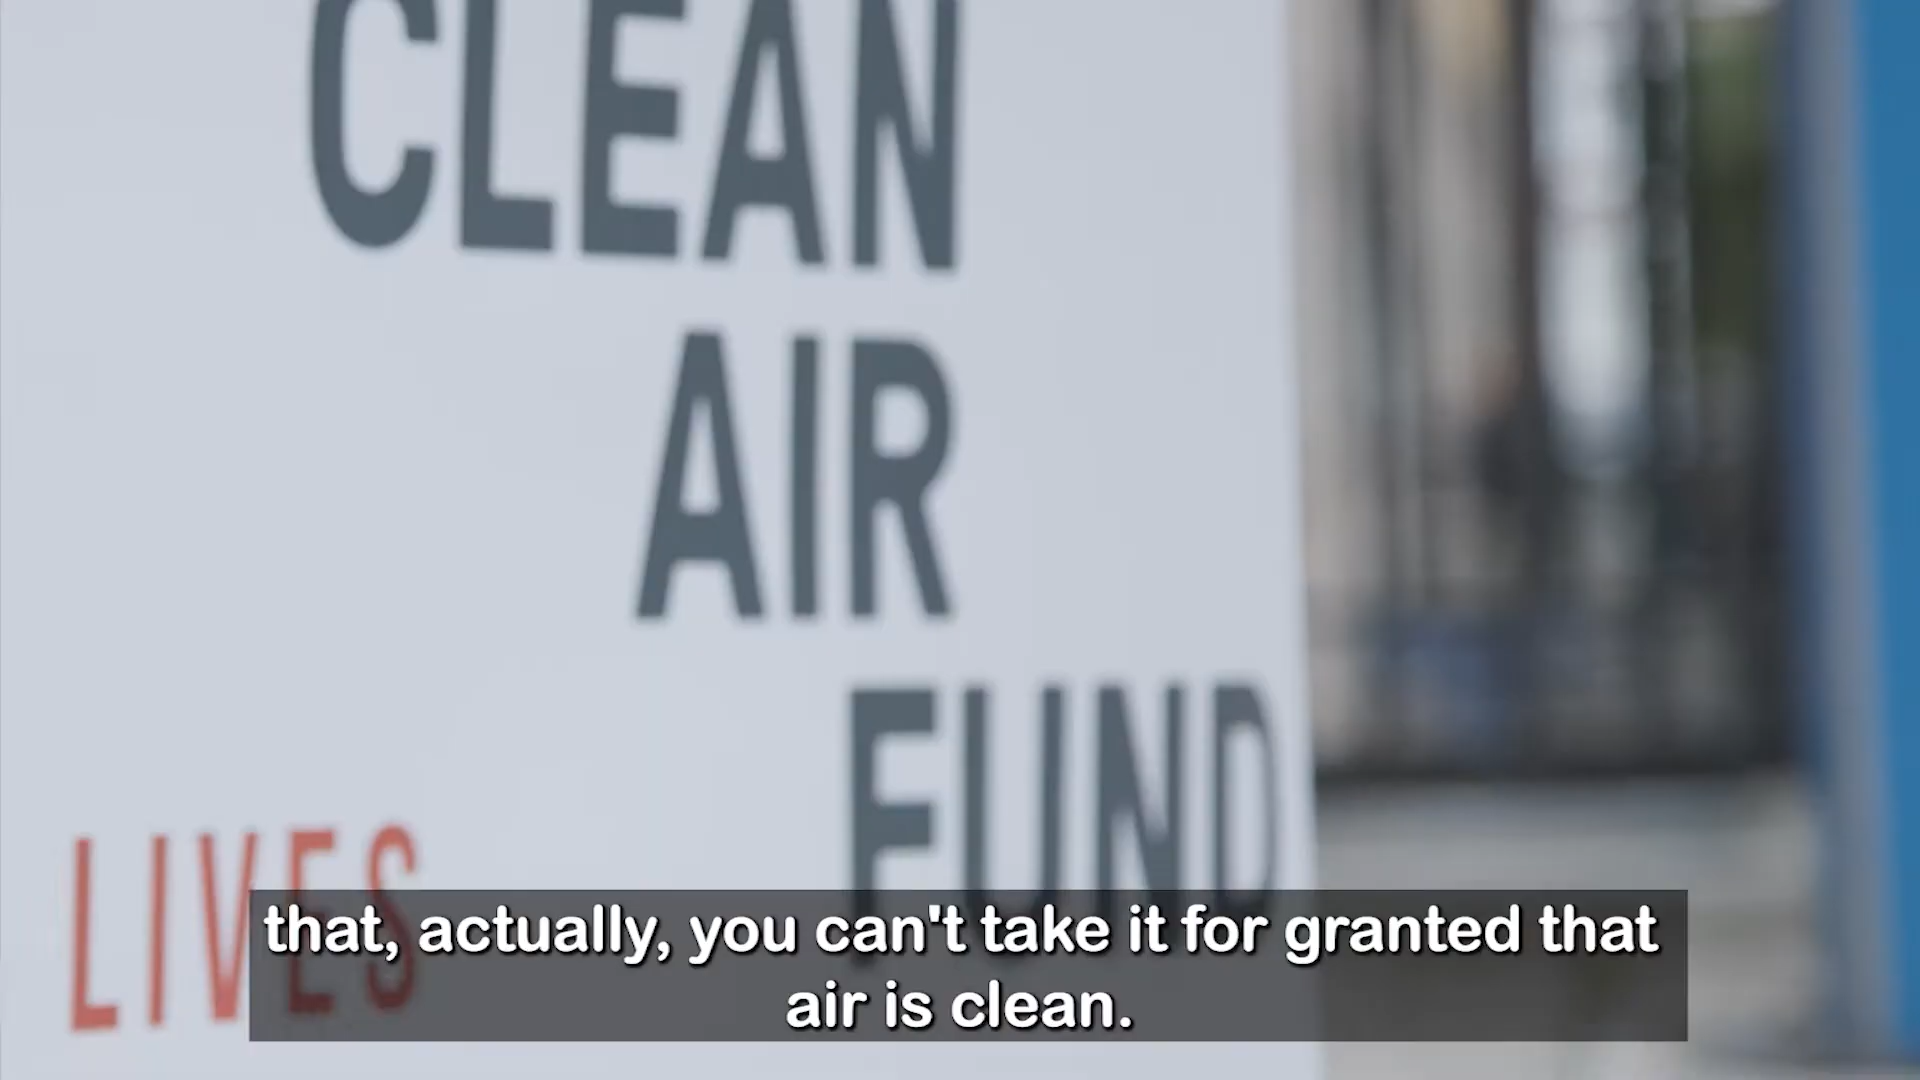 CLEAN
AIR
FUND
LIVES
that, actually, you can't take it for granted that
air is clean.